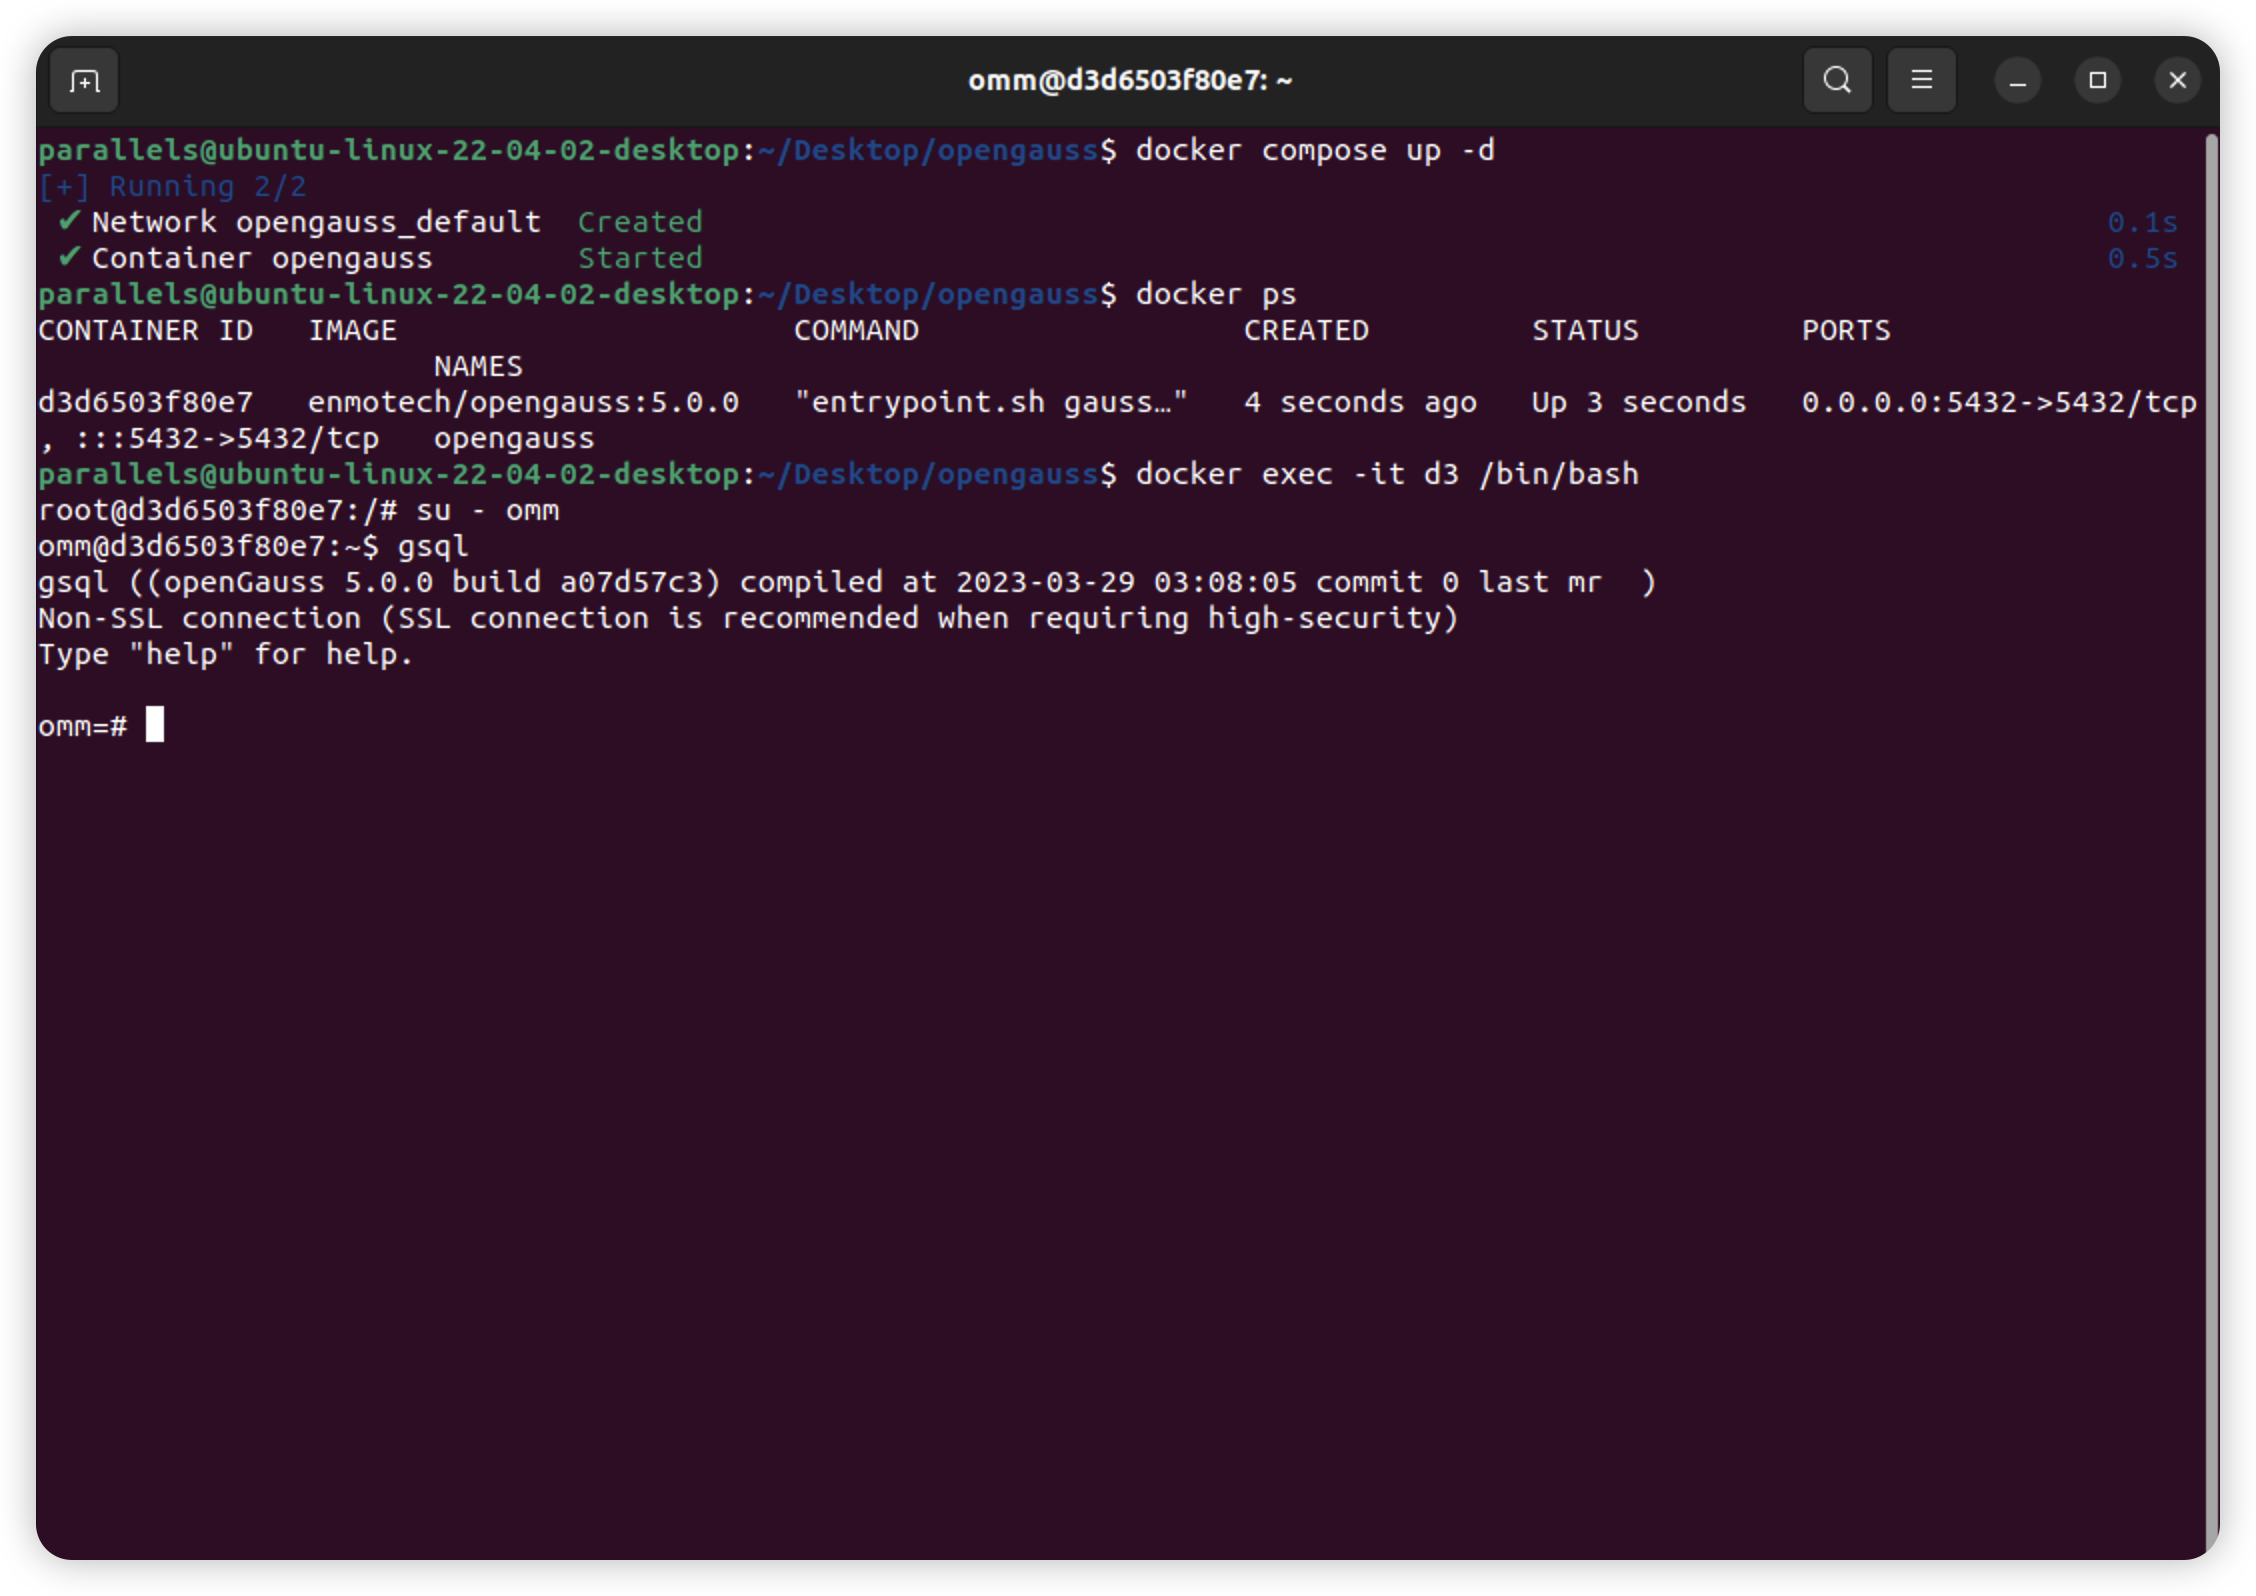 omm@d3d6503f80e7: ~
parallels@ubuntu-linux-22-04-02-desktop:~/Desktop/opengauss$ docker compose up -d
[+] Running 2/2
✔ Network opengauss_default  Created 0.1s
✔ Container opengauss        Started 0.5s
parallels@ubuntu-linux-22-04-02-desktop:~/Desktop/opengauss$ docker ps
CONTAINER ID   IMAGE                      COMMAND                  CREATED         STATUS         PORTS
                      NAMES
d3d6503f80e7   enmotech/opengauss:5.0.0   "entrypoint.sh gauss…"   4 seconds ago   Up 3 seconds   0.0.0.0:5432->5432/tcp
, :::5432->5432/tcp   opengauss
parallels@ubuntu-linux-22-04-02-desktop:~/Desktop/opengauss$ docker exec -it d3 /bin/bash
root@d3d6503f80e7:/# su - omm
omm@d3d6503f80e7:~$ gsql
gsql ((openGauss 5.0.0 build a07d57c3) compiled at 2023-03-29 03:08:05 commit 0 last mr  )
Non-SSL connection (SSL connection is recommended when requiring high-security)
Type "help" for help.
omm=#